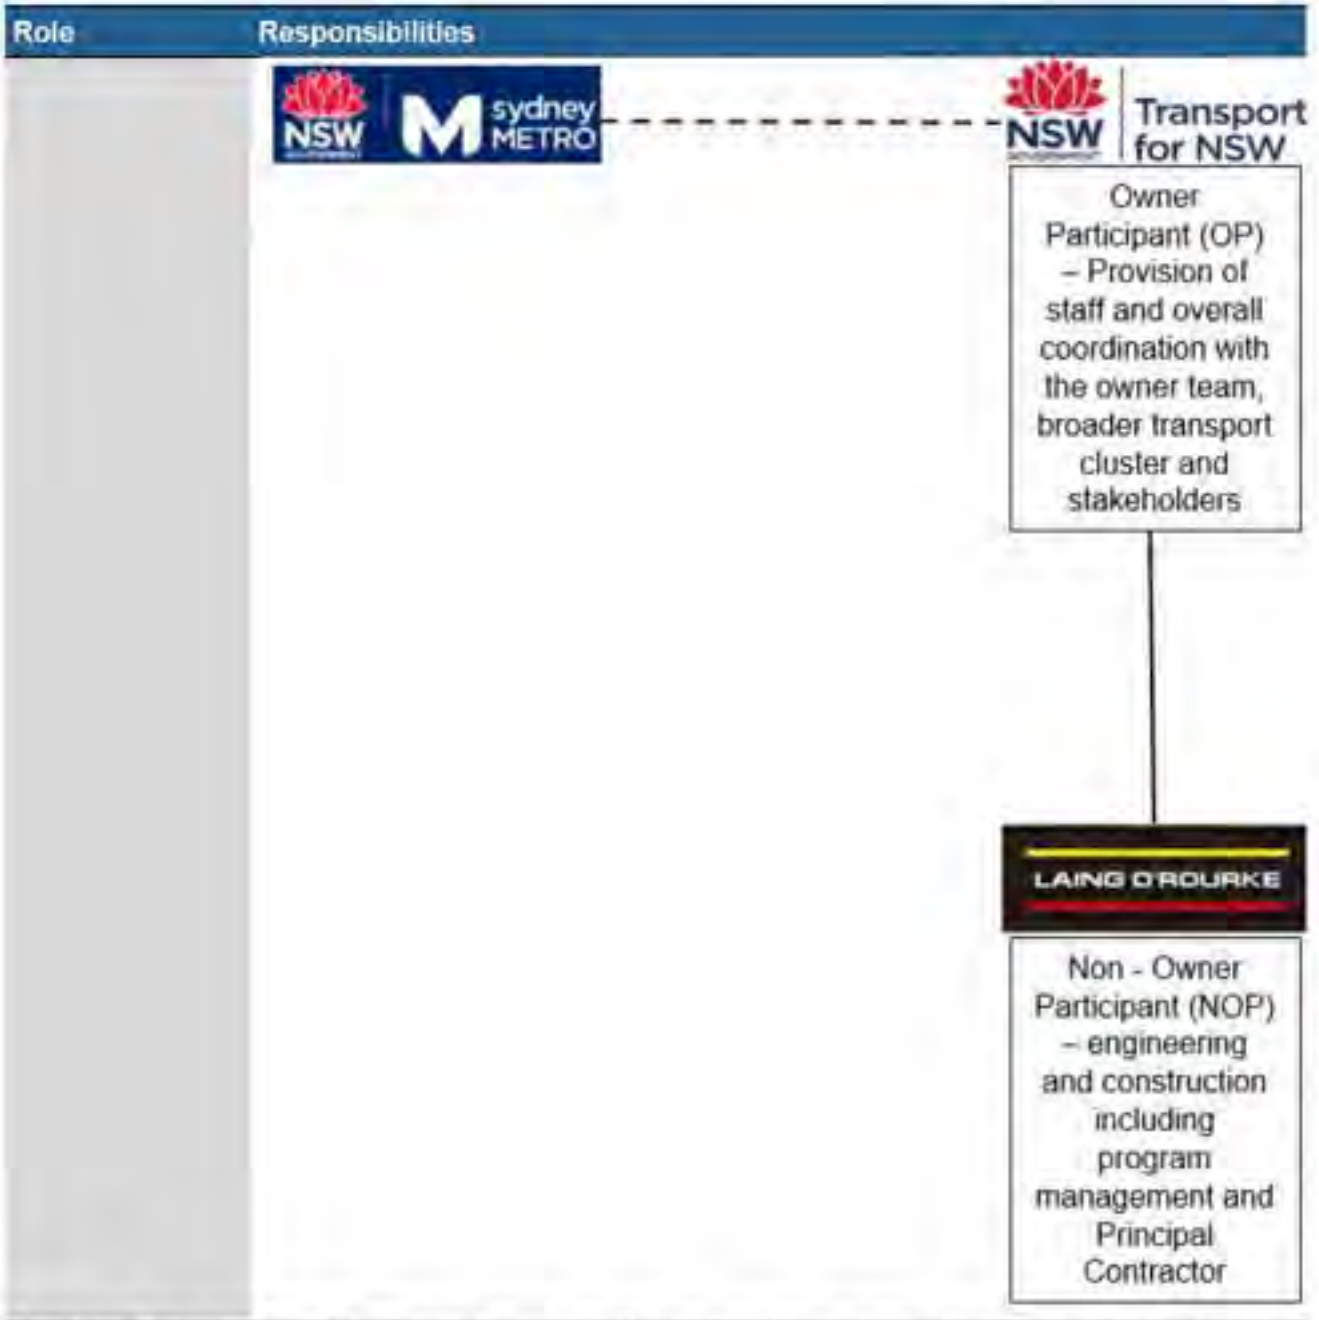 Role Responsibilities
NSW
sydney
METRO
NSW
Transport
for NSW
Owner
Participant (OP)
– Provision of
staff and overall
coordination with
the owner team,
broader transport
cluster and
stakeholders
LAING O'ROURKE
Non - Owner
Participant (NOP)
– engineering
and construction
including
program
management and
Principal
Contractor